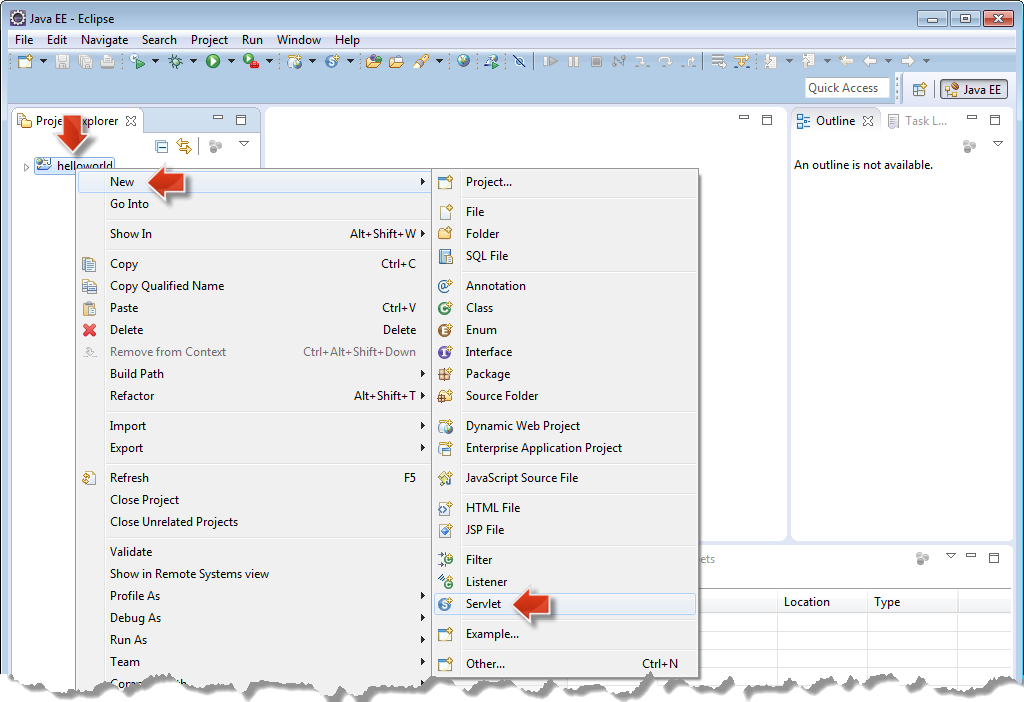 Java EE - Eclipse
File Edit Navigate Search Project Run Window Help
Quick Access
Java EE
Outline
Task L...
helloworld
An outline is not available.
New
Go Into
Show In Alt+Shift+W
Copy Ctrl+C
Copy Qualified Name
Paste Ctrl+V
Delete Delete
Remove from Context Ctrl+Alt+Shift+Down
Build Path
Refactor Alt+Shift+T
Import
Export
Refresh F5
Close Project
Close Unrelated Projects
Validate
Show in Remote Systems view
Profile As
Debug As
Run As
Team
Project...
File
Folder
SQL File
Annotation
Class
Enum
Interface
Package
Source Folder
Dynamic Web Project
Enterprise Application Project
JavaScript Source File
HTML File
JSP File
Filter
Listener
Servlet
Example...
Other... Ctrl+N
ets
Location Type